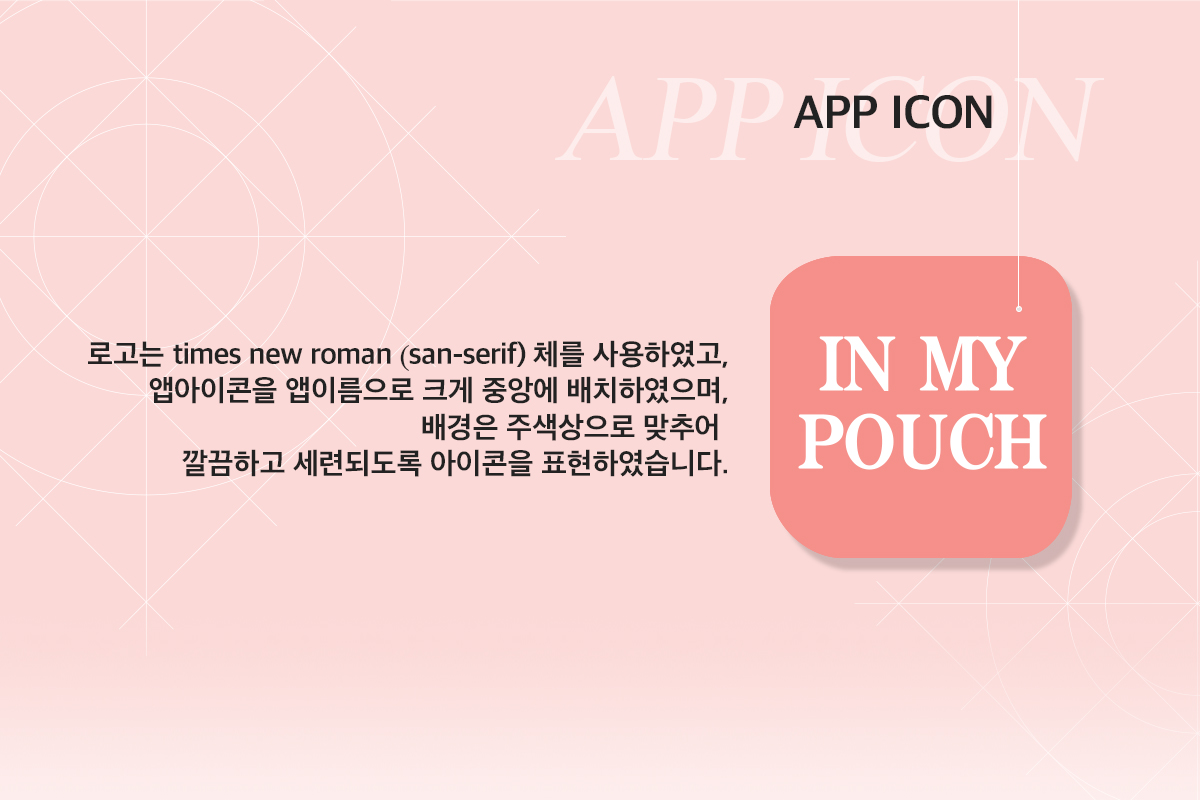 APP ICON
APP ICON
로고는 times new roman (san-serif) 체를 사용하였고,
앱아이콘을 앱이름으로 크게 중앙에 배치하였으며,
배경은 주색상으로 맞추어
깔끔하고 세련되도록 아이콘을 표현하였습니다.
IN MY
POUCH